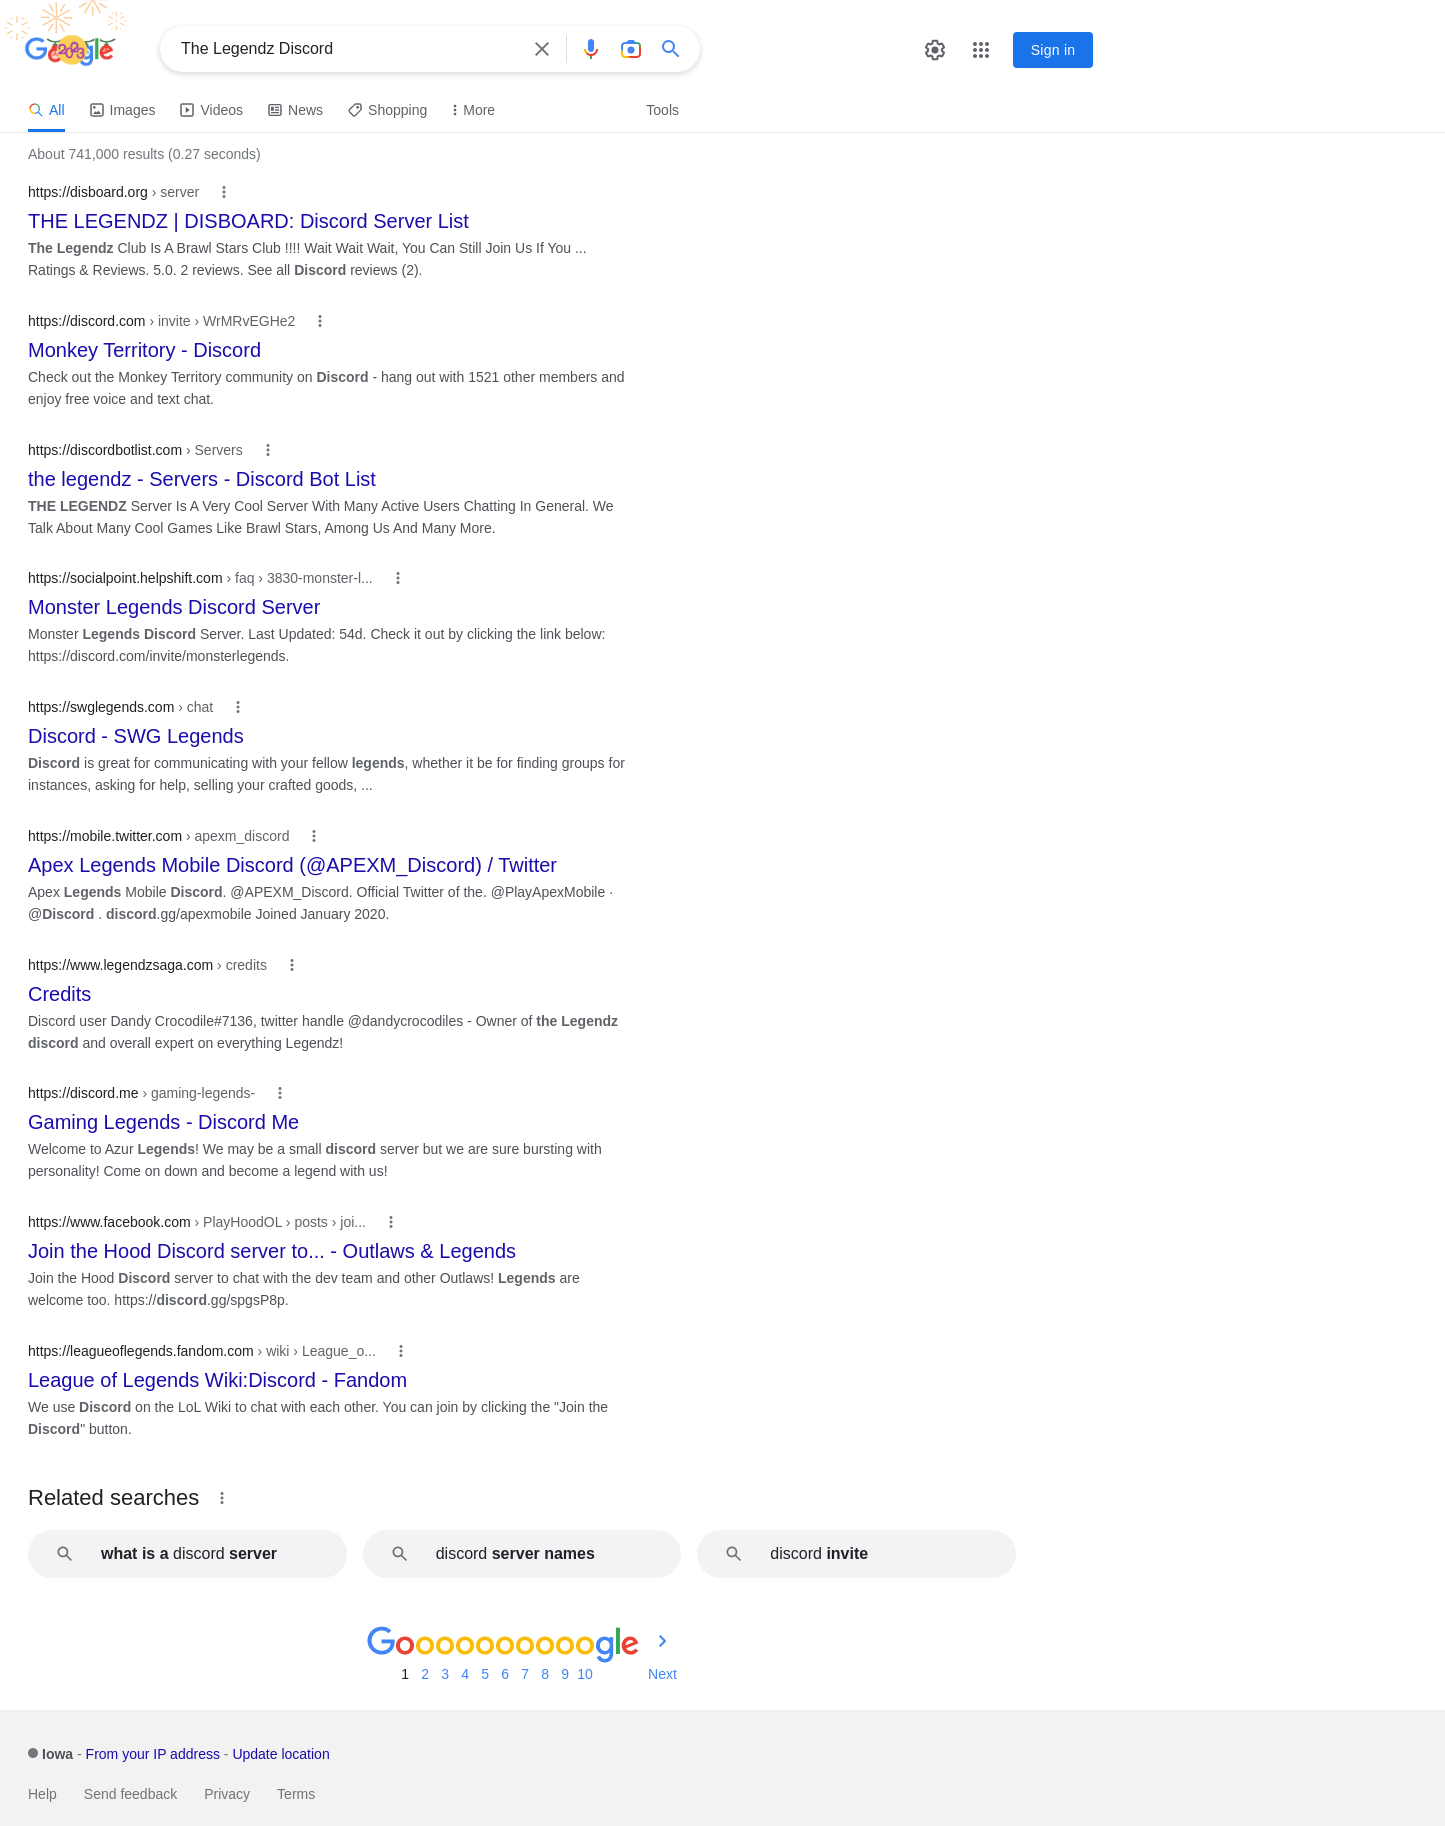 Google
The Legendz Discord
Sign in
All Images Videos News Shopping More Tools
About 741,000 results (0.27 seconds)
https://disboard.org › server
THE LEGENDZ | DISBOARD: Discord Server List
The Legendz Club Is A Brawl Stars Club !!!! Wait Wait Wait, You Can Still Join Us If You ...
Ratings & Reviews. 5.0. 2 reviews. See all Discord reviews (2).
https://discord.com › invite › WrMRvEGHe2
Monkey Territory - Discord
Check out the Monkey Territory community on Discord - hang out with 1521 other members and
enjoy free voice and text chat.
https://discordbotlist.com › Servers
the legendz - Servers - Discord Bot List
THE LEGENDZ Server Is A Very Cool Server With Many Active Users Chatting In General. We
Talk About Many Cool Games Like Brawl Stars, Among Us And Many More.
https://socialpoint.helpshift.com › faq › 3830-monster-l...
Monster Legends Discord Server
Monster Legends Discord Server. Last Updated: 54d. Check it out by clicking the link below:
https://discord.com/invite/monsterlegends.
https://swglegends.com › chat
Discord - SWG Legends
Discord is great for communicating with your fellow legends, whether it be for finding groups for
instances, asking for help, selling your crafted goods, ...
https://mobile.twitter.com › apexm_discord
Apex Legends Mobile Discord (@APEXM_Discord) / Twitter
Apex Legends Mobile Discord. @APEXM_Discord. Official Twitter of the. @PlayApexMobile ·
@Discord . discord.gg/apexmobile Joined January 2020.
https://www.legendzsaga.com › credits
Credits
Discord user Dandy Crocodile#7136, twitter handle @dandycrocodiles - Owner of the Legendz
discord and overall expert on everything Legendz!
https://discord.me › gaming-legends-
Gaming Legends - Discord Me
Welcome to Azur Legends! We may be a small discord server but we are sure bursting with
personality! Come on down and become a legend with us!
https://www.facebook.com › PlayHoodOL › posts › joi...
Join the Hood Discord server to... - Outlaws & Legends
Join the Hood Discord server to chat with the dev team and other Outlaws! Legends are
welcome too. https://discord.gg/spgsP8p.
https://leagueoflegends.fandom.com › wiki › League_o...
League of Legends Wiki:Discord - Fandom
We use Discord on the LoL Wiki to chat with each other. You can join by clicking the "Join the
Discord" button.
Related searches
what is a discord server
discord server names
discord invite
Goooooooooogle
1 2 3 4 5 6 7 8 9 10 Next
Iowa - From your IP address - Update location
Help Send feedback Privacy Terms